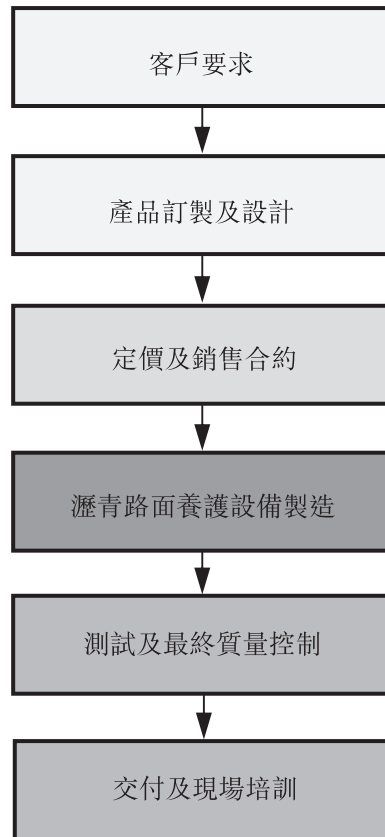 客戶要求
產品訂製及設計
定價及銷售合約
瀝青路面養護設備製造
測試及最終質量控制
交付及現場培訓